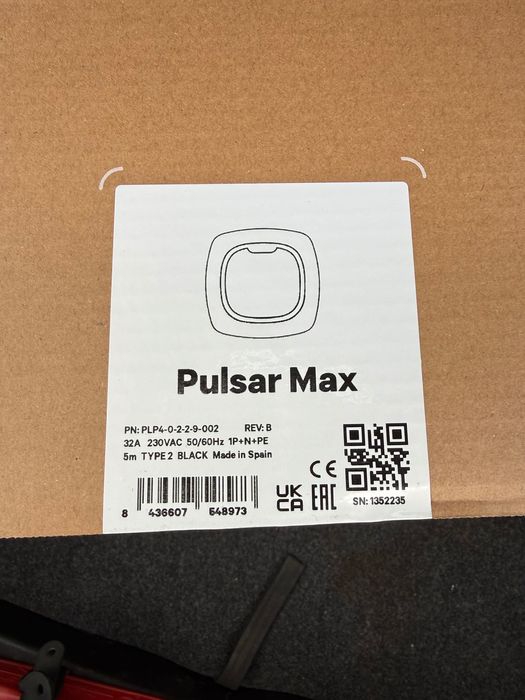 Pulsar Max
PN: PLP4-0-2-2-9-002 REV: B
32A 230VAC 50/60Hz 1P+N+PE
5m TYPE 2 BLACK Made in Spain
CE
UK
CA
EAC
8 436607 548973
SN: 1352235